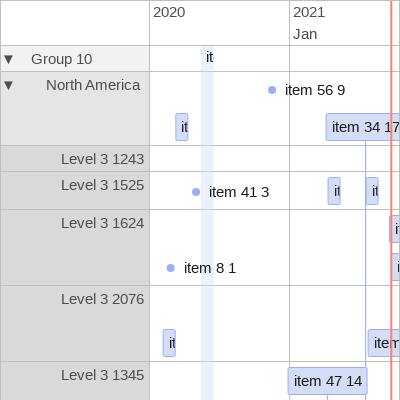 2020
2021
Jan
▼ Group 10
it
▼ North America
item 56 9
it
item 34 17
Level 3 1243
Level 3 1525
item 41 3
it
it
Level 3 1624
item 8 1
Level 3 2076
it
item
Level 3 1345
item 47 14